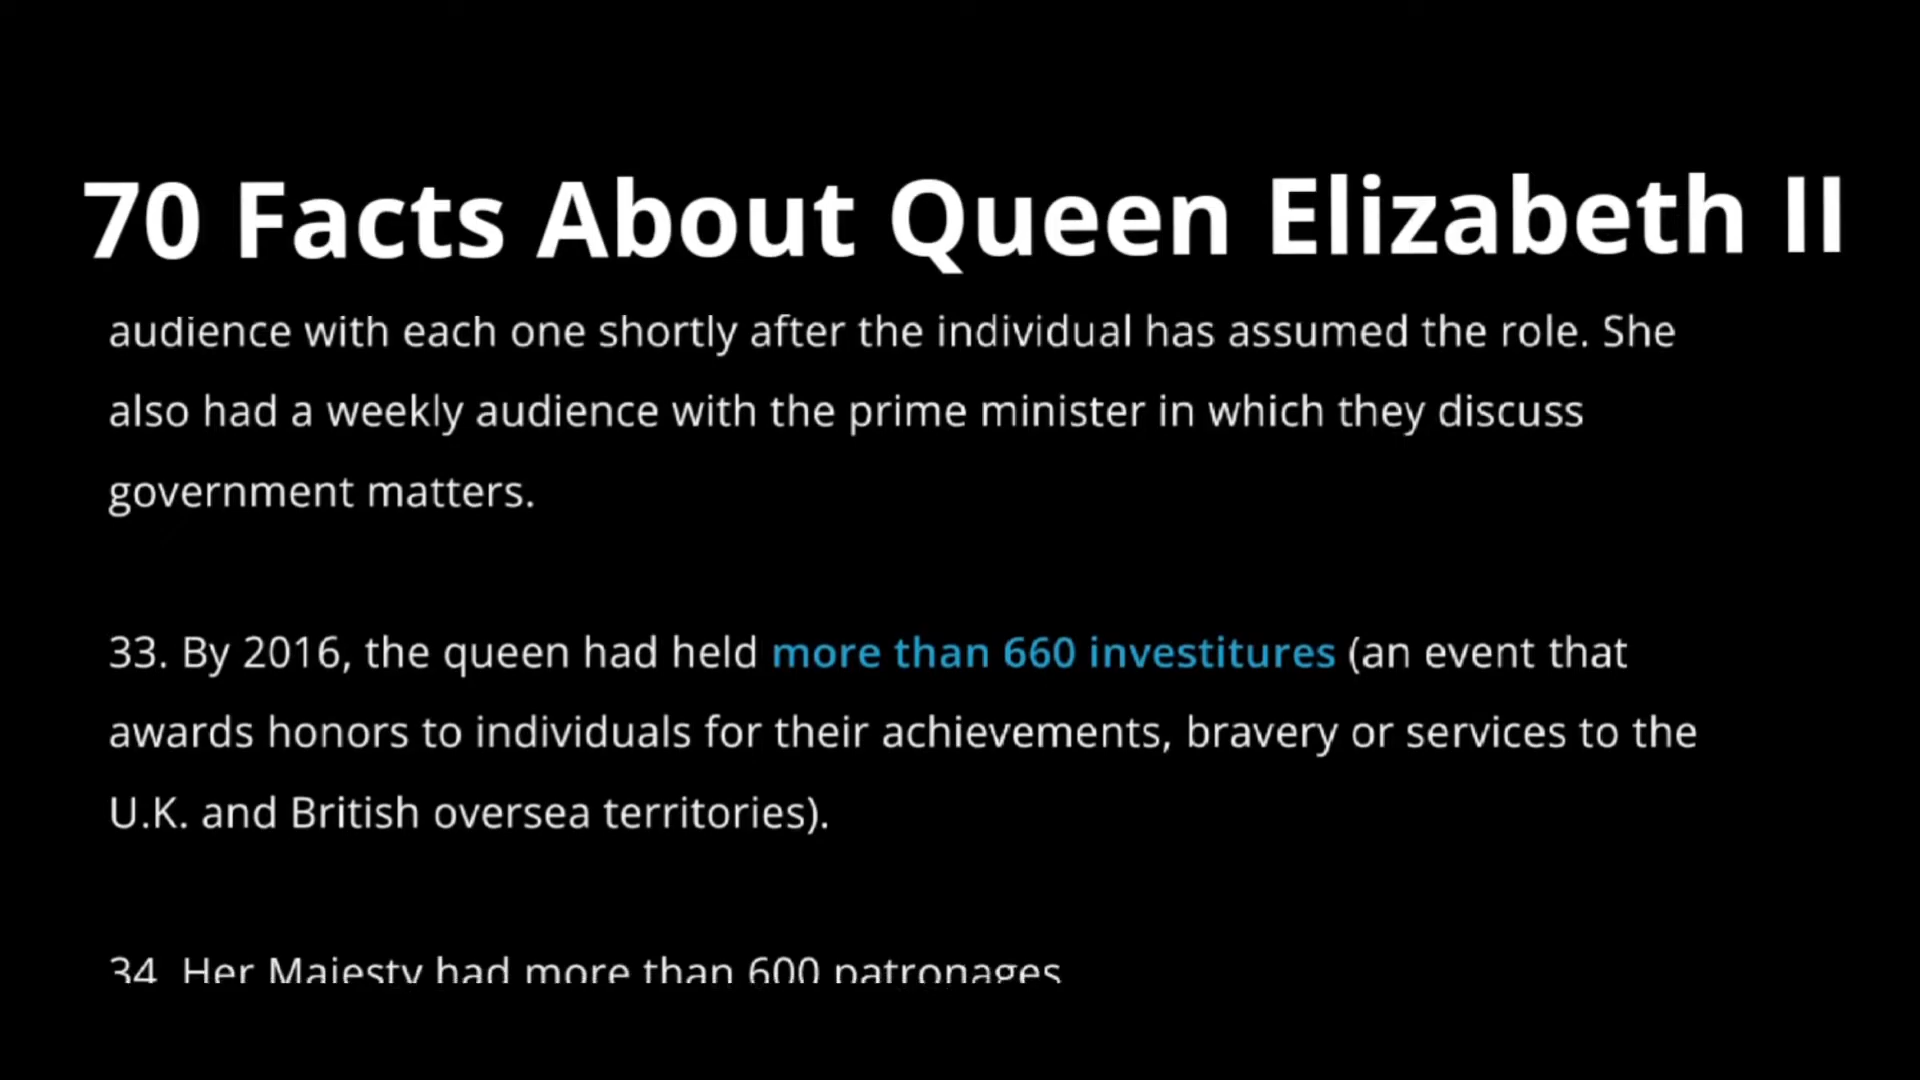 70 Facts About Queen Elizabeth II
audience with each one shortly after the individual has assumed the role. She
also had a weekly audience with the prime minister in which they discuss
government matters.
33. By 2016, the queen had held more than 660 investitures (an event that
awards honors to individuals for their achievements, bravery or services to the
U.K. and British oversea territories).
34. Her Majesty had more than 600 patronages